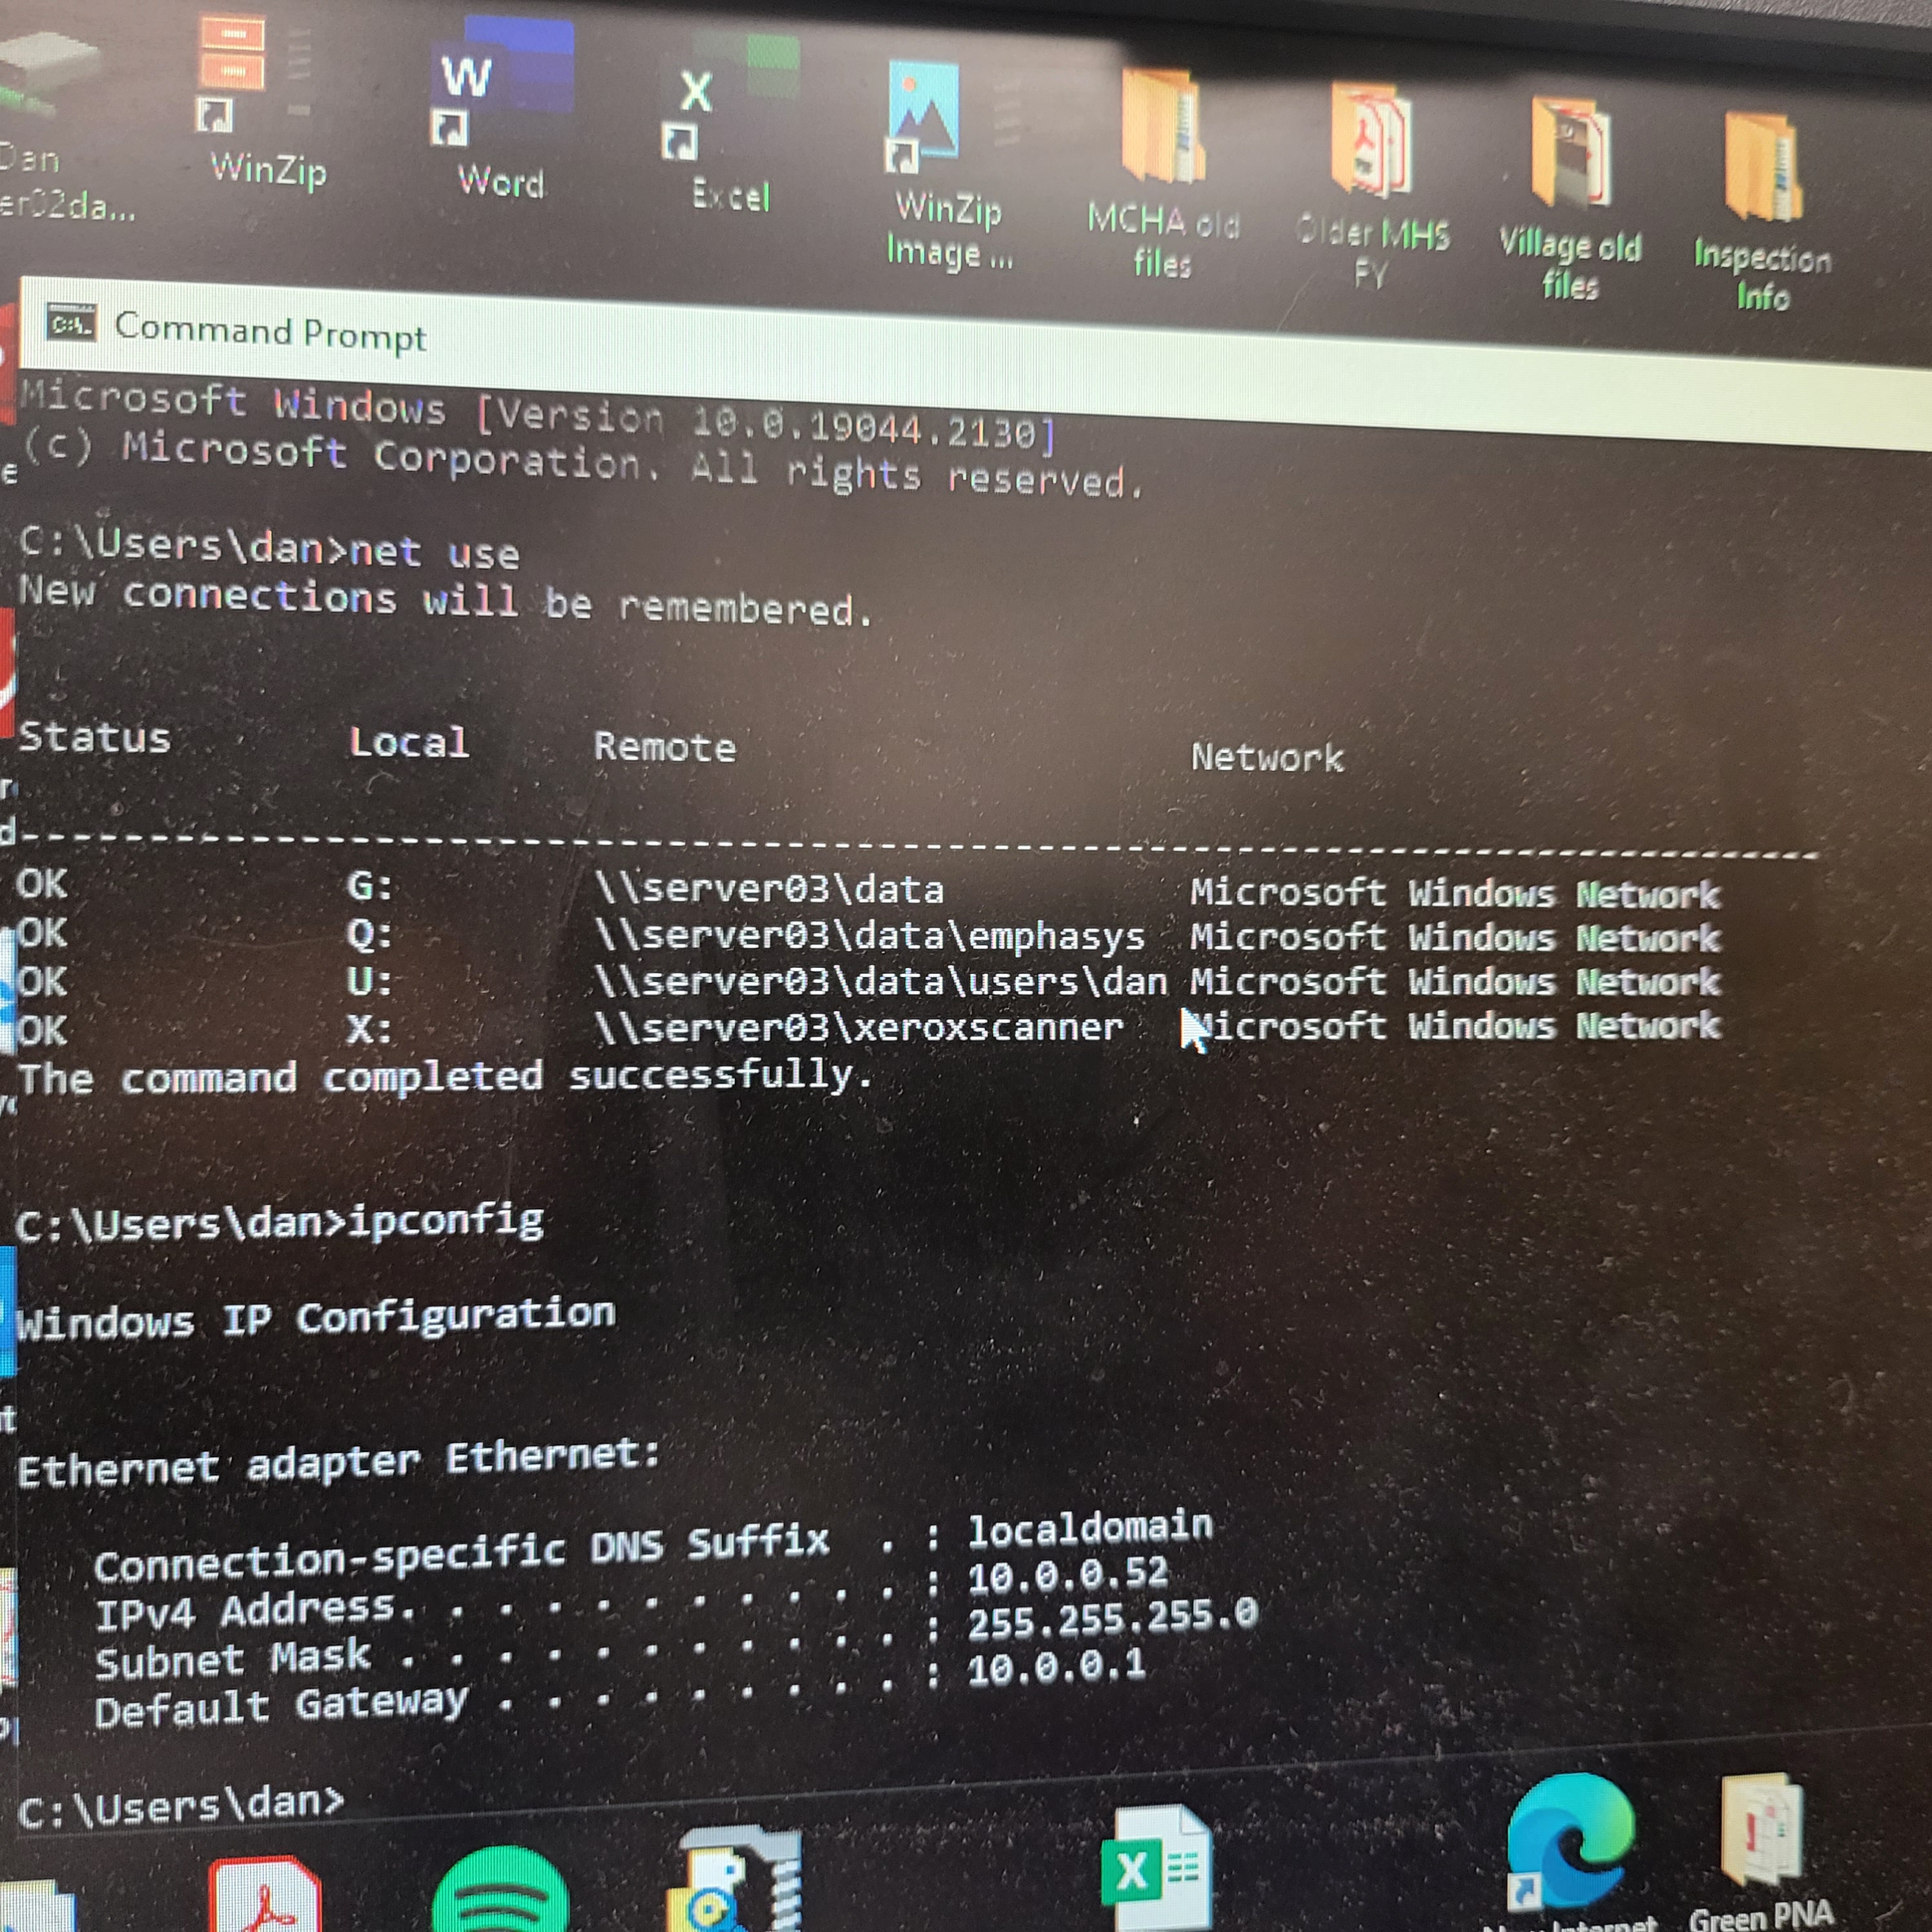 Dan
er02da...
WinZip
Word
Excel
WinZip
Image ...
MCHA old
files
Older MHS
FY
Village old
files
Inspection
Info
Command Prompt
Microsoft Windows [Version 10.0.19044.2130]
(c) Microsoft Corporation. All rights reserved.
C:\Users\dan>net use
New connections will be remembered.
Status Local Remote Network
-------------------------------------------------------------------------------
OK G: \\server03\data Microsoft Windows Network
OK Q: \\server03\data\emphasys Microsoft Windows Network
OK U: \\server03\data\users\dan Microsoft Windows Network
OK X: \\server03\xeroxscanner Microsoft Windows Network
The command completed successfully.
C:\Users\dan>ipconfig
Windows IP Configuration
Ethernet adapter Ethernet:
Connection-specific DNS Suffix . : localdomain
IPv4 Address. . . . . . . . . . . : 10.0.0.52
Subnet Mask . . . . . . . . . . . : 255.255.255.0
Default Gateway . . . . . . . . . : 10.0.0.1
C:\Users\dan>
Internet
Green PNA